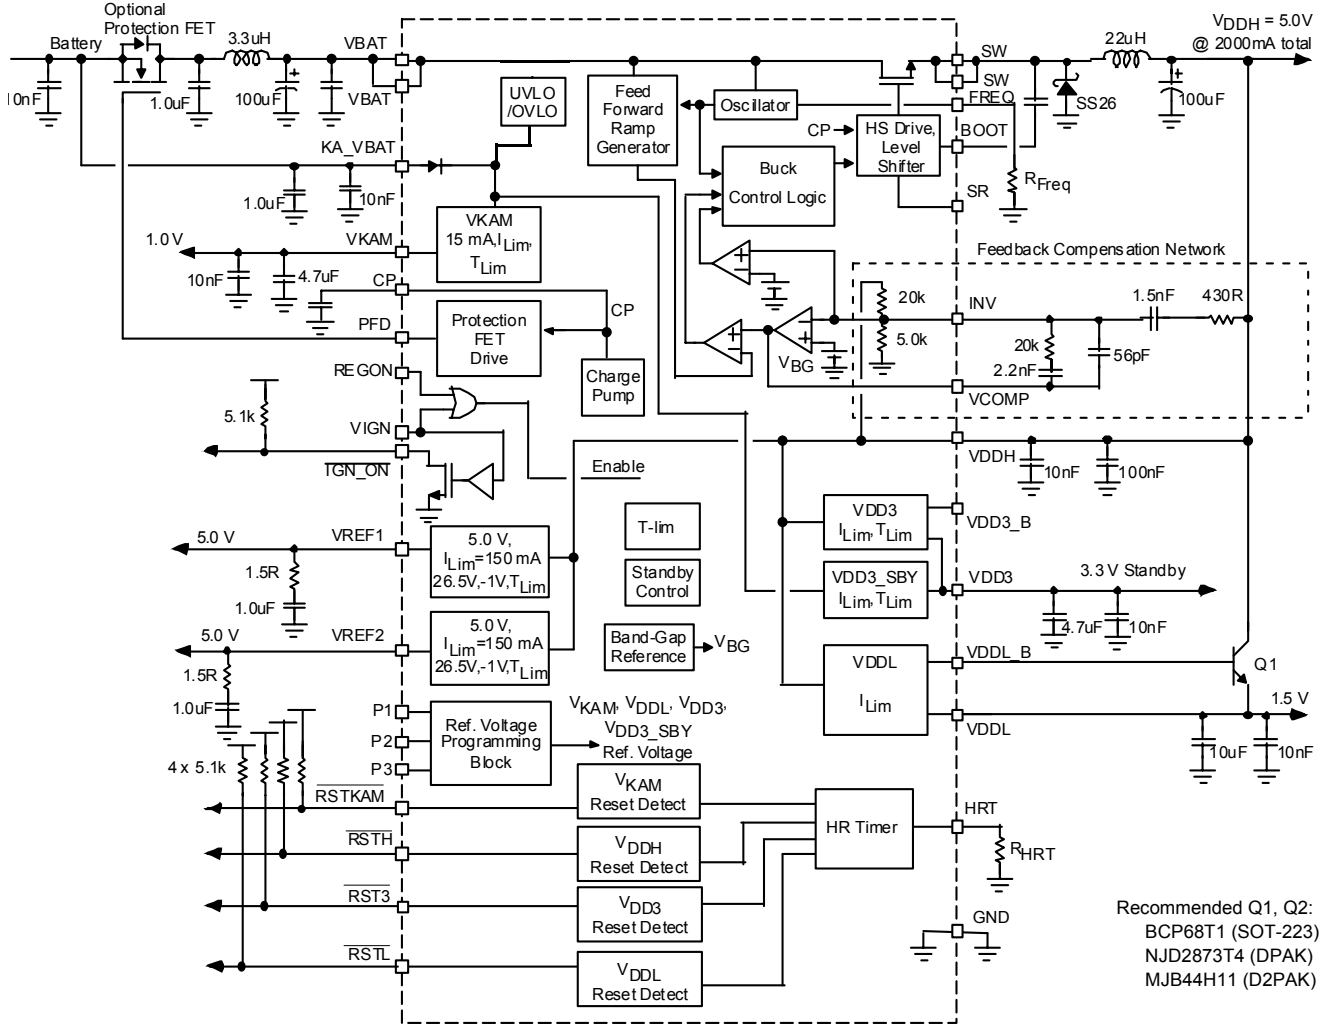 Optional
Protection FET
Battery
10nF
1.0uF
3.3uH
100uF
VBAT
VBAT
UVLO
/OVLO
Feed
Forward
Ramp
Generator
Oscillator
CP
HS Drive,
Level
Shifter
Buck
Control Logic
SW
SW
FREQ
BOOT
SR
RFreq
SS26
22uH
100uF
VDDH = 5.0V
@ 2000mA total
KA_VBAT
1.0uF
10nF
VKAM
15 mA,ILim,
TLim
1.0 V
VKAM
10nF
4.7uF
CP
CP
PFD
Protection
FET
Drive
Charge
Pump
VBG
20k
5.0k
Feedback Compensation Network
INV
1.5nF
430R
20k
2.2nF
56pF
VCOMP
REGON
5.1k
VIGN
IGN_ON
Enable
VDDH
10nF
100nF
T-lim
Standby
Control
Band-Gap
Reference
VBG
VDD3
ILim,TLim
VDD3_B
VDD3_SBY
ILim,TLim
VDD3
3.3 V Standby
4.7uF
10nF
VDDL
ILim
VDDL_B
Q1
VDDL
1.5 V
10uF
10nF
5.0 V
VREF1
5.0 V,
ILim=150 mA
26.5V,-1V,TLim
1.5R
1.0uF
5.0 V
VREF2
5.0 V,
ILim=150 mA
26.5V,-1V,TLim
1.5R
1.0uF
P1
P2
P3
Ref. Voltage
Programming
Block
VKAM, VDDL, VDD3,
VDD3_SBY
Ref. Voltage
4 x 5.1k
RSTKAM
VKAM
Reset Detect
RSTH
VDDH
Reset Detect
RST3
VDD3
Reset Detect
RSTL
VDDL
Reset Detect
HR Timer
HRT
RHRT
GND
Recommended Q1, Q2:
BCP68T1 (SOT-223)
NJD2873T4 (DPAK)
MJB44H11 (D2PAK)